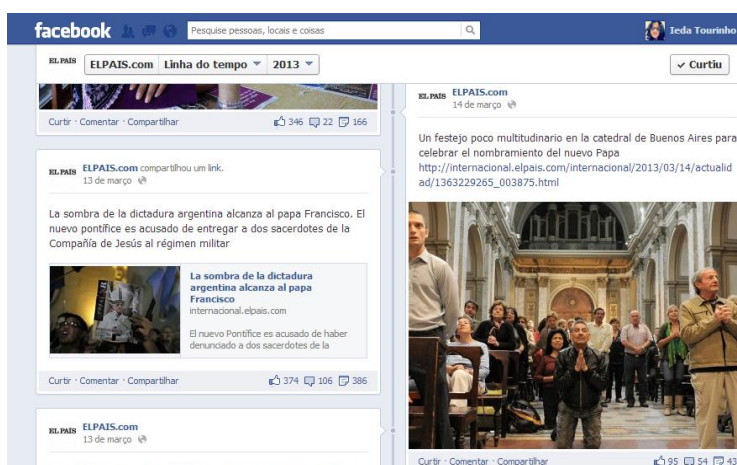 facebook
Pesquise pessoas, locais e coisas
Ieda Tourinho
EL PAIS
ELPAIS.com
Linha do tempo
2013
Curtiu
Curtir · Comentar · Compartilhar
346 22 166
EL PAIS
ELPAIS.com compartilhou um link.
13 de março
La sombra de la dictadura argentina alcanza al papa Francisco. El
nuevo pontífice es acusado de entregar a dos sacerdotes de la
Compañía de Jesús al régimen militar
La sombra de la dictadura
argentina alcanza al papa
Francisco
internacional.elpais.com
El nuevo Pontífice es acusado de haber
denunciado a dos sacerdotes de la
Curtir · Comentar · Compartilhar
374 106 386
EL PAIS
ELPAIS.com
13 de março
EL PAIS
ELPAIS.com
14 de março
Un festejo poco multitudinario en la catedral de Buenos Aires para
celebrar el nombramiento del nuevo Papa
http://internacional.elpais.com/internacional/2013/03/14/actualid
ad/1363229265_003875.html
Curtir · Comentar · Compartilhar
95 54 43